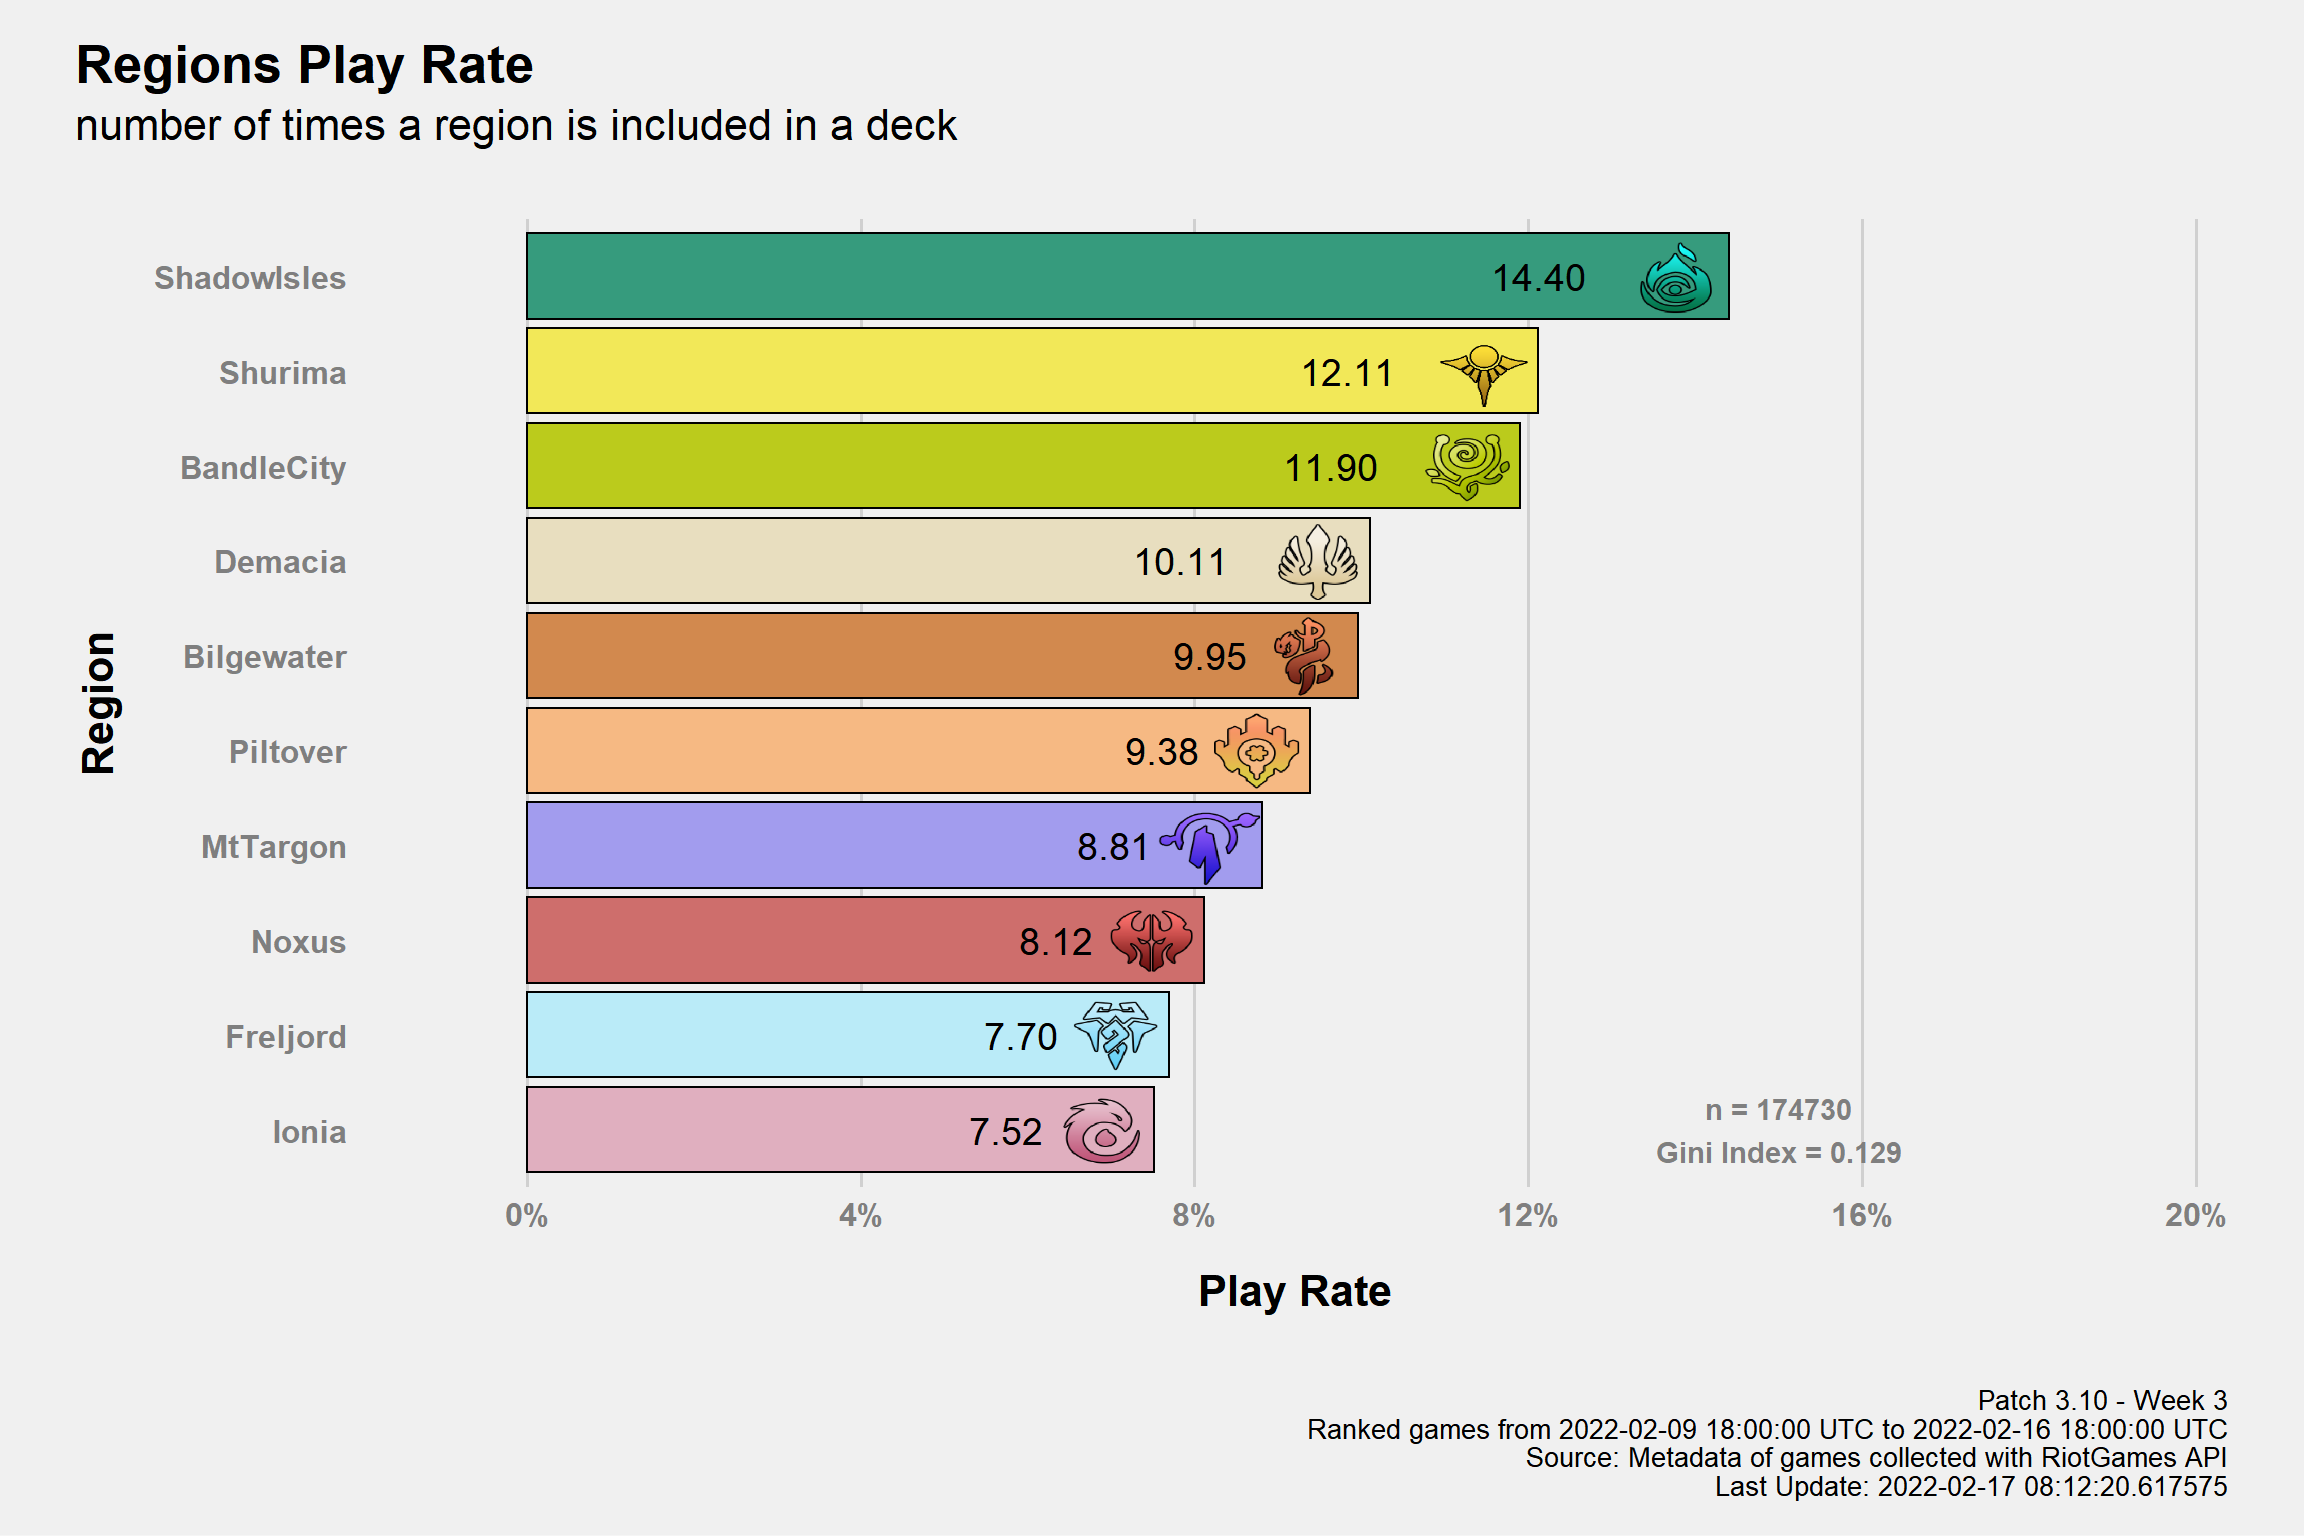 Regions Play Rate
number of times a region is included in a deck
Region
ShadowIsles
14.40
Shurima
12.11
BandleCity
11.90
Demacia
10.11
Bilgewater
9.95
Piltover
9.38
MtTargon
8.81
Noxus
8.12
Freljord
7.70
Ionia
7.52
n = 174730
Gini Index = 0.129
0% 4% 8% 12% 16% 20%
Play Rate
Patch 3.10 - Week 3
Ranked games from 2022-02-09 18:00:00 UTC to 2022-02-16 18:00:00 UTC
Source: Metadata of games collected with RiotGames API
Last Update: 2022-02-17 08:12:20.617575